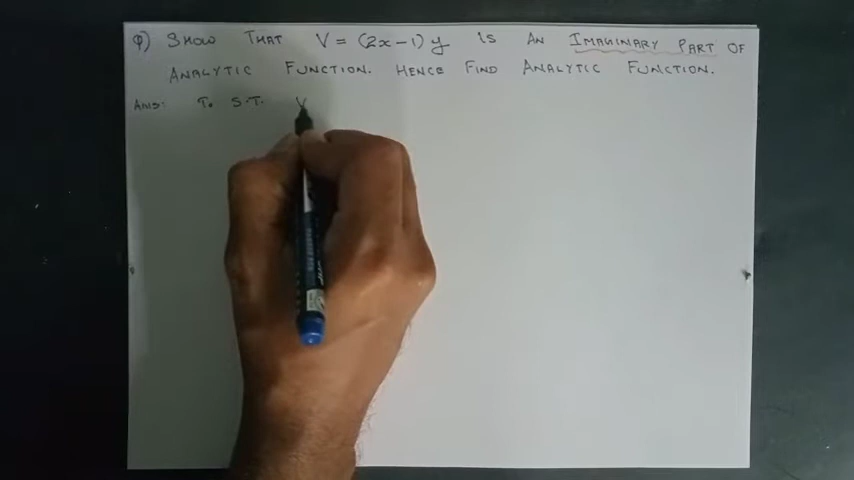 Q) SHOW THAT V = (2x-1)y IS AN IMAGINARY PART OF
ANALYTIC FUNCTION. HENCE FIND ANALYTIC FUNCTION.
Ans: To S.T. V